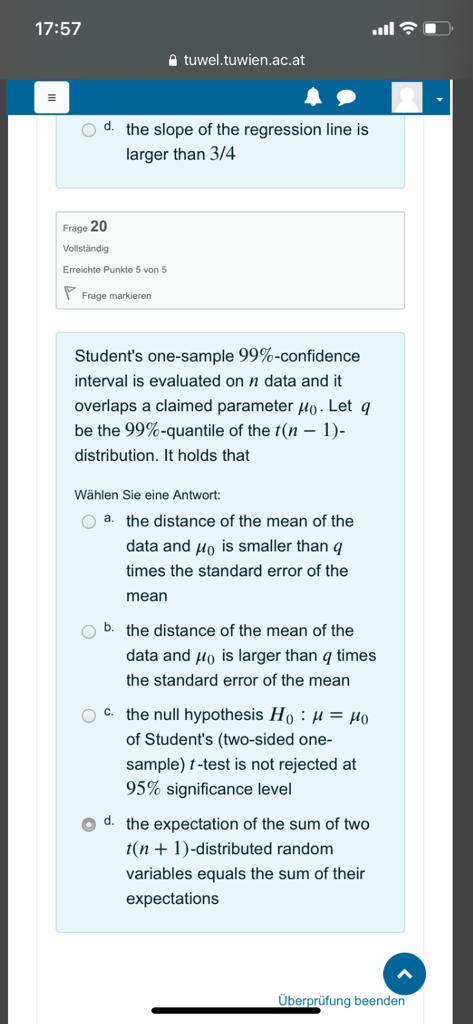 17:57
tuwel.tuwien.ac.at
d. the slope of the regression line is
larger than 3/4
Frage 20
Vollständig
Erreichte Punkte 5 von 5
Frage markieren
Student's one-sample 99%-confidence
interval is evaluated on n data and it
overlaps a claimed parameter μ₀. Let q
be the 99%-quantile of the t(n − 1)-
distribution. It holds that
Wählen Sie eine Antwort:
a. the distance of the mean of the
data and μ₀ is smaller than q
times the standard error of the
mean
b. the distance of the mean of the
data and μ₀ is larger than q times
the standard error of the mean
c. the null hypothesis H₀ : μ = μ₀
of Student's (two-sided one-
sample) t-test is not rejected at
95% significance level
d. the expectation of the sum of two
t(n + 1)-distributed random
variables equals the sum of their
expectations
Überprüfung beenden